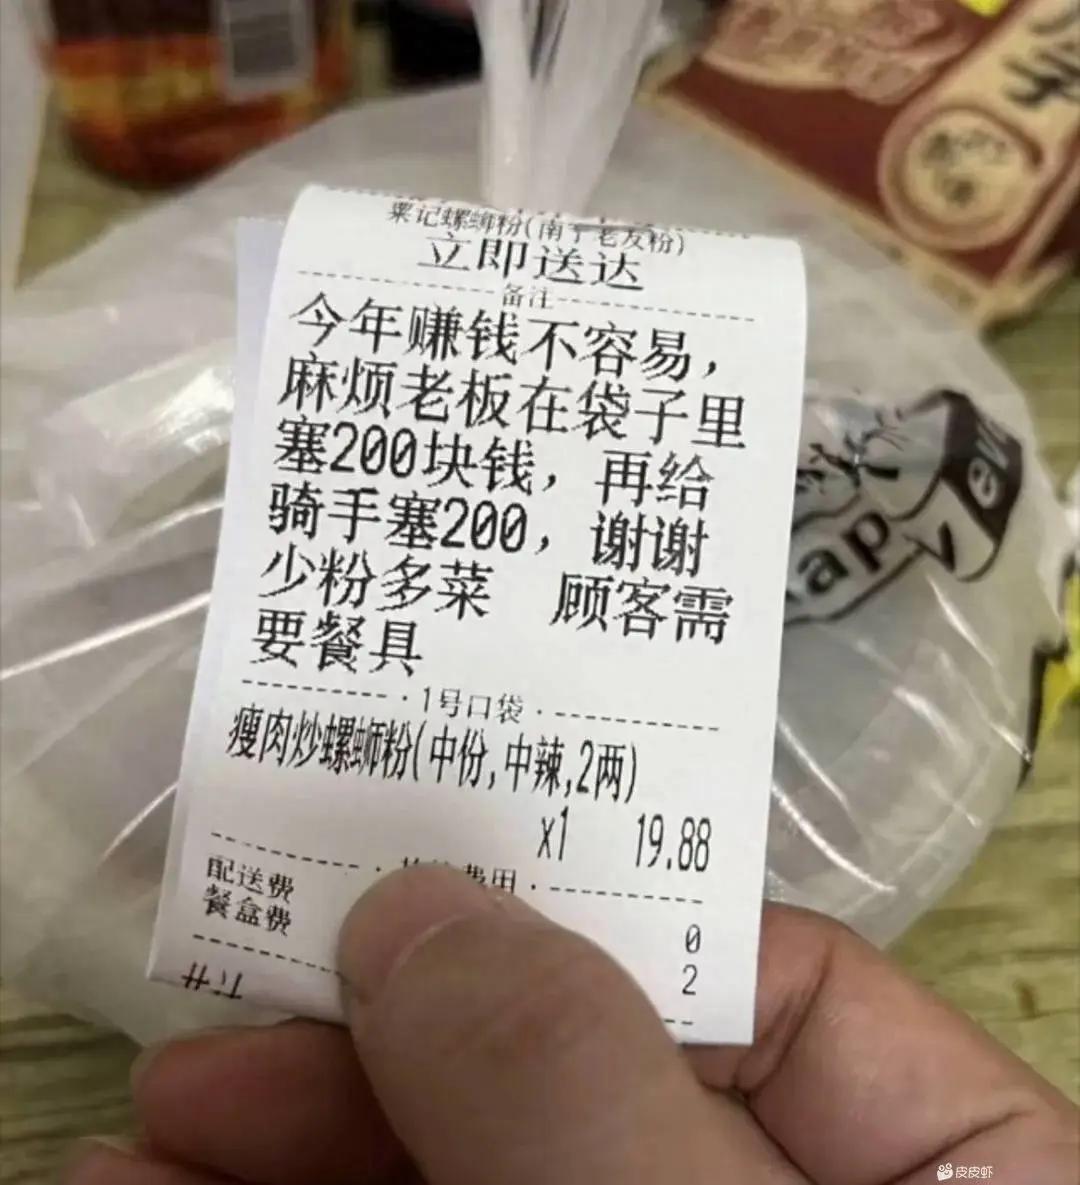 粟记螺蛳粉(南宁老友粉)
立即送达
备注
今年赚钱不容易，
麻烦老板在袋子里
塞200块钱，再给
骑手塞200，谢谢
少粉多菜 顾客需
要餐具
1号口袋
瘦肉炒螺蛳粉(中份,中辣,2两)
x1 19.88
费用
配送费 0
餐盒费 2
皮皮虾